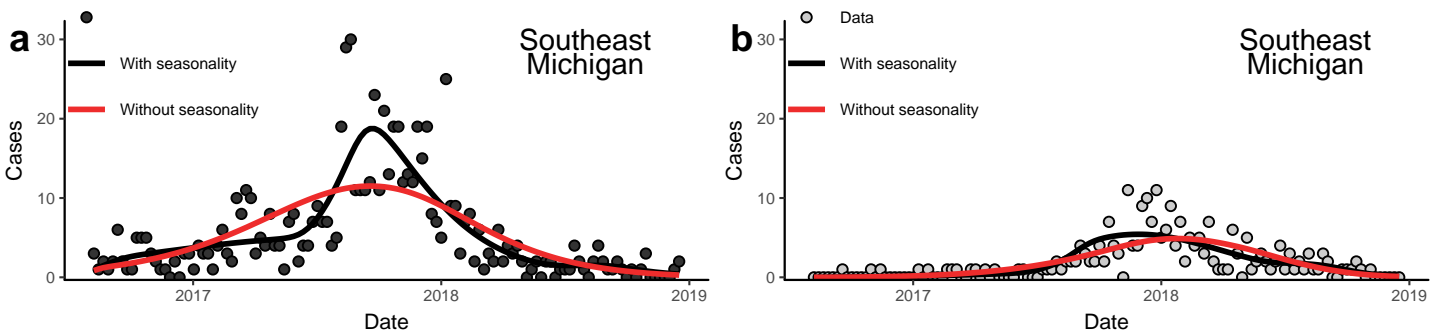 a
With seasonality
Without seasonality
Southeast
Michigan
Cases
30
20
10
0
2017
2018
2019
Date
b
Data
With seasonality
Without seasonality
Southeast
Michigan
Cases
30
20
10
0
2017
2018
2019
Date